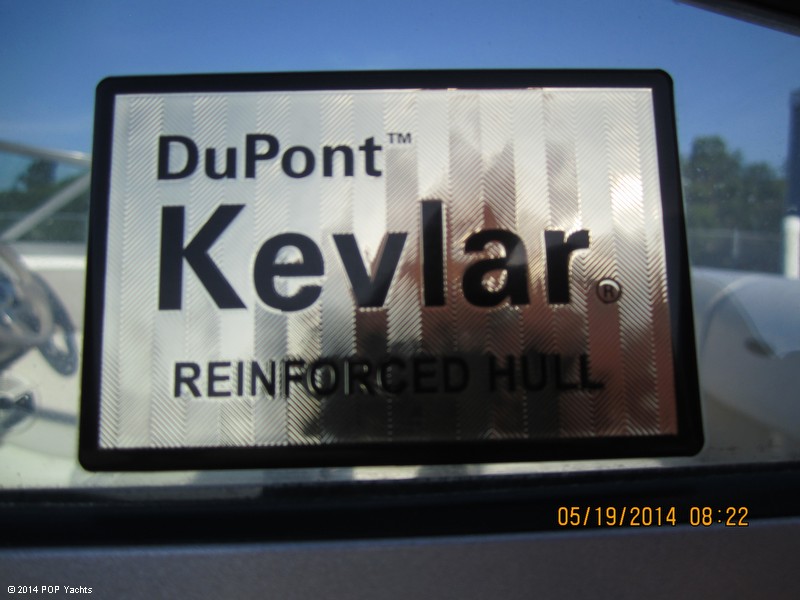 DuPont™
Kevlar®
REINFORCED HULL
05/19/2014 08:22
© 2014 POP Yachts